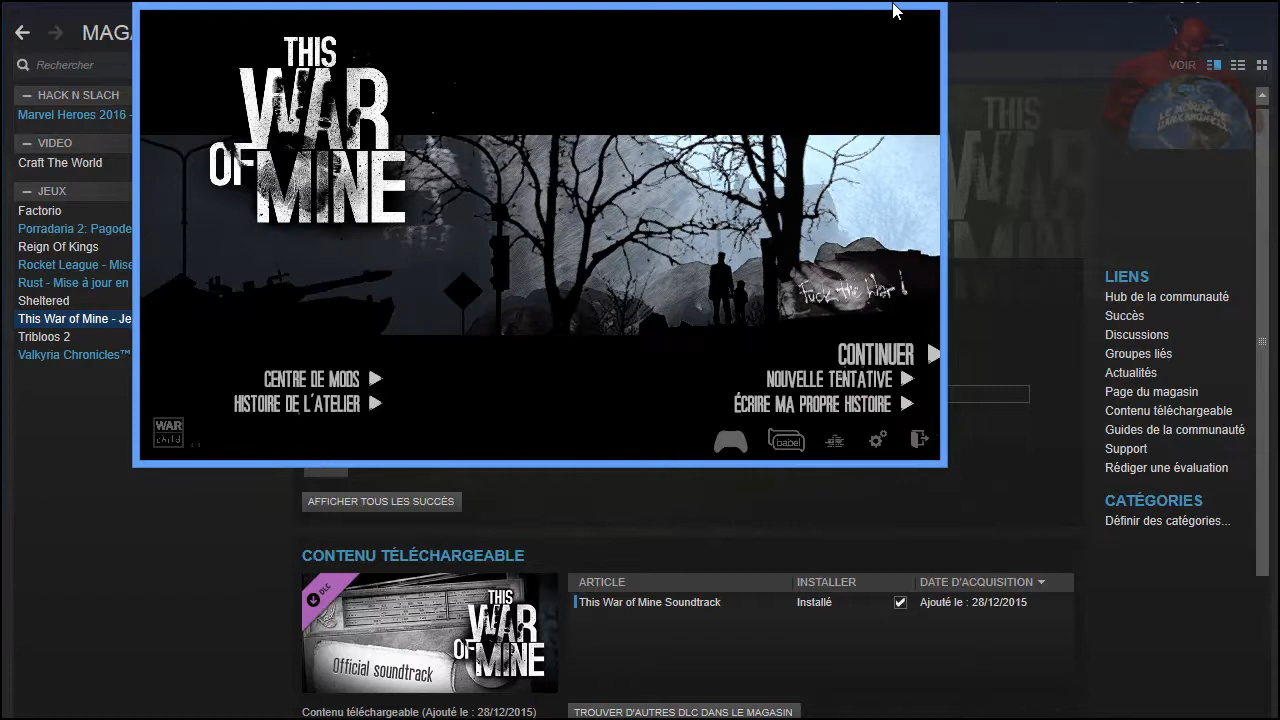 MAGA
VOIR
Rechercher
LE MONDE DE
DARKANGWELL
— HACK N SLACH
Marvel Heroes 2016 -
— VIDEO
Craft The World
— JEUX
Factorio
Porradaria 2: Pagode
Reign Of Kings
Rocket League - Mise
Rust - Mise à jour en
Sheltered
This War of Mine - Je
Tribloos 2
Valkyria Chronicles™
THIS
WAR
OF MINE
Fuck the War!
CONTINUER
NOUVELLE TENTATIVE
ÉCRIRE MA PROPRE HISTOIRE
CENTRE DE MODS
HISTOIRE DE L'ATELIER
WAR
child
babel
THIS
WAR
LIENS
Hub de la communauté
Succès
Discussions
Groupes liés
Actualités
Page du magasin
Contenu téléchargeable
Guides de la communauté
Support
Rédiger une évaluation
CATÉGORIES
Définir des catégories...
AFFICHER TOUS LES SUCCÈS
CONTENU TÉLÉCHARGEABLE
DLC
THIS
WAR
OF MINE
Official soundtrack
ARTICLE INSTALLER DATE D'ACQUISITION
This War of Mine Soundtrack Installé Ajouté le : 28/12/2015
Contenu téléchargeable (Ajouté le : 28/12/2015)
TROUVER D'AUTRES DLC DANS LE MAGASIN